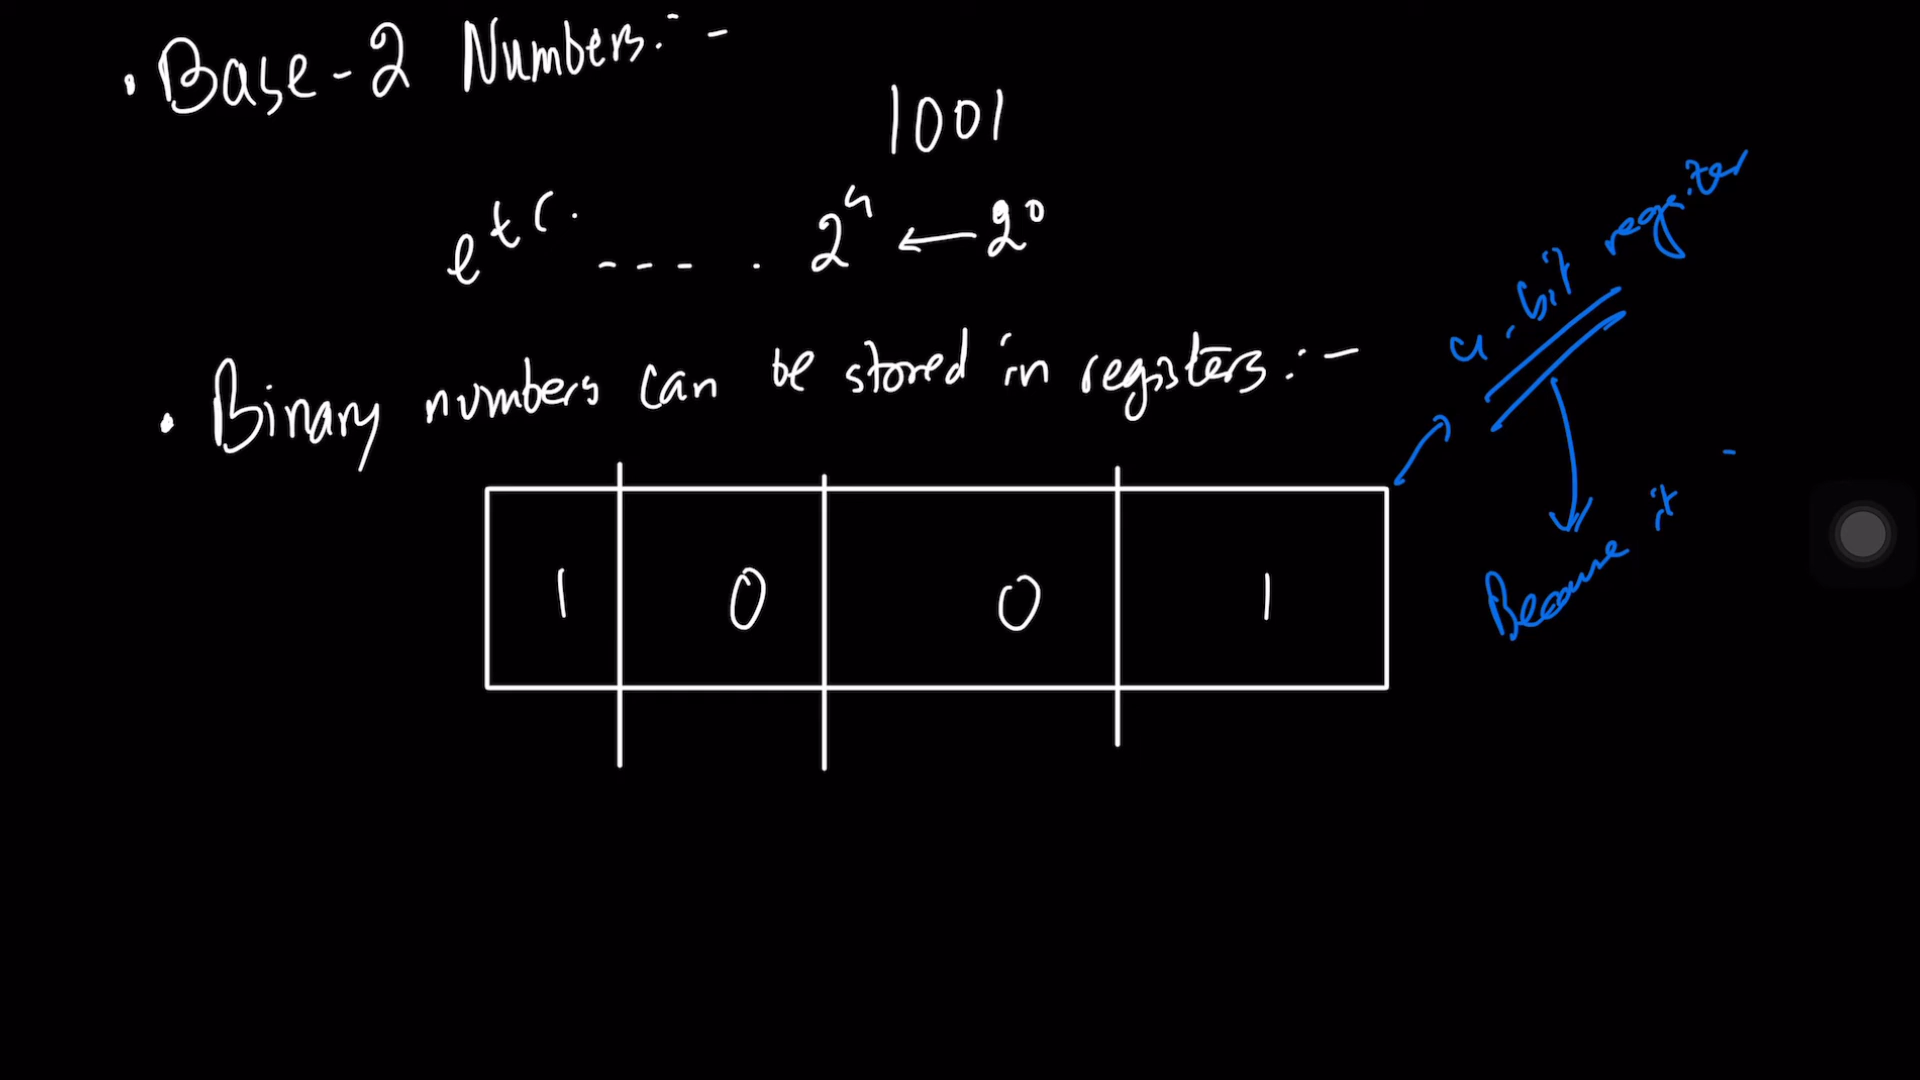 • Base-2 Numbers:-
1001
etc. ---- . 2⁴ ← 2⁰
4-bit register
• Binary numbers can be stored in registers:-
1 0 0 1
Because it -